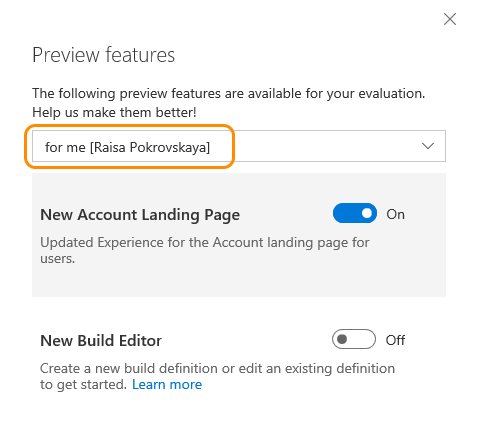 Preview features
The following preview features are available for your evaluation.
Help us make them better!
for me [Raisa Pokrovskaya]
New Account Landing Page
On
Updated Experience for the Account landing page for
users.
New Build Editor
Off
Create a new build definition or edit an existing definition
to get started. Learn more